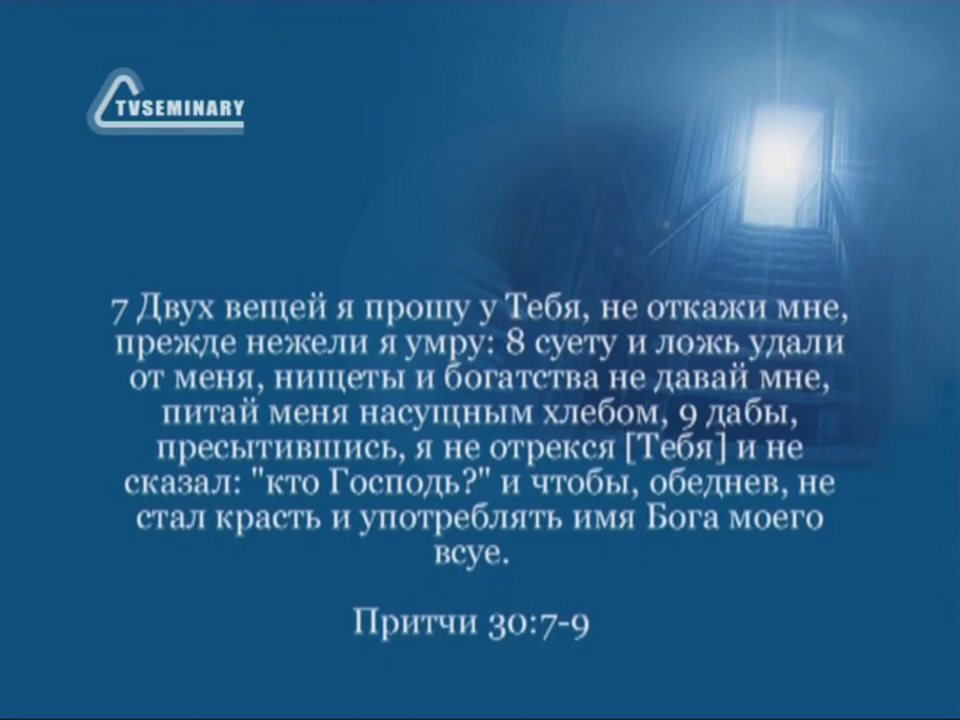 TVSEMINARY
7 Двух вещей я прошу у Тебя, не откажи мне,
прежде нежели я умру: 8 суету и ложь удали
от меня, нищеты и богатства не давай мне,
питай меня насущным хлебом, 9 дабы,
пресытившись, я не отрекся [Тебя] и не
сказал: "кто Господь?" и чтобы, обеднев, не
стал красть и употреблять имя Бога моего
всуе.
Притчи 30:7-9